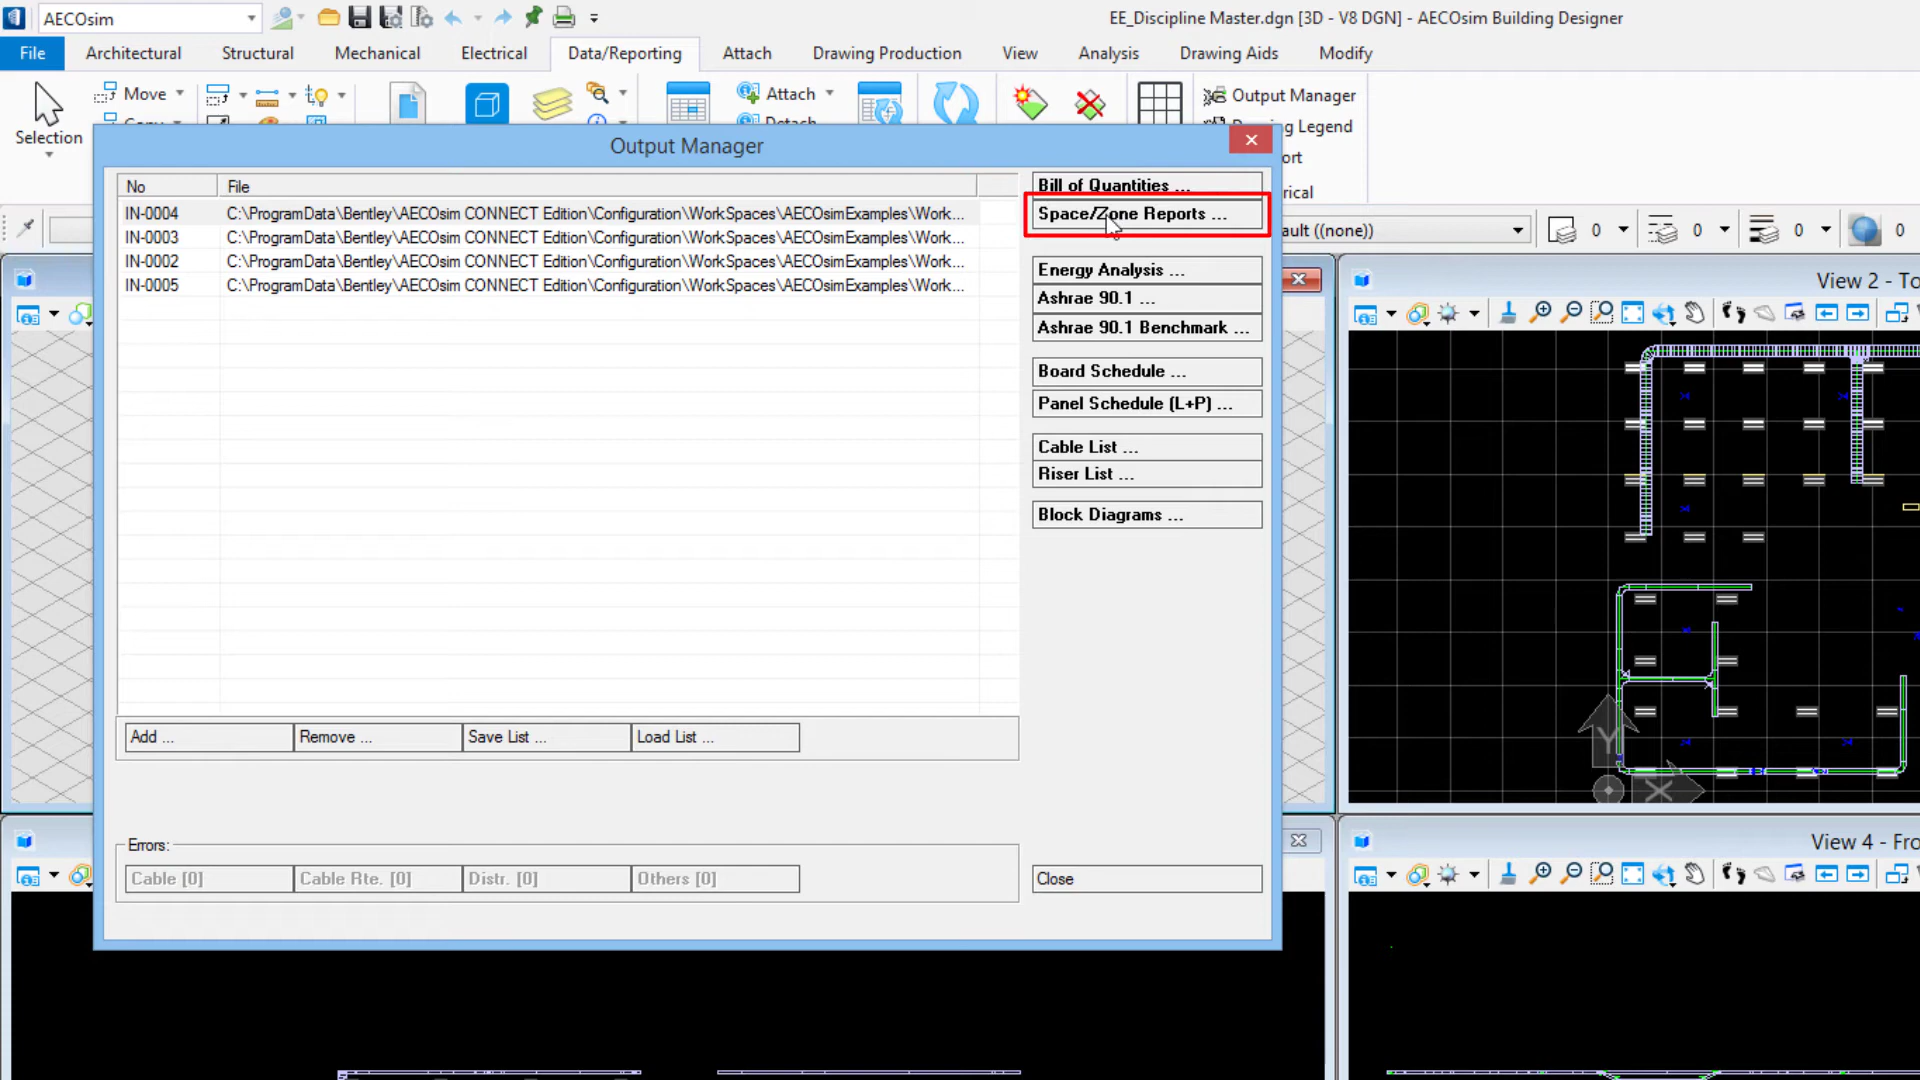 AECOsim
EE_Discipline Master.dgn [3D - V8 DGN] - AECOsim Building Designer
File Architectural Structural Mechanical Electrical Data/Reporting Attach Drawing Production View Analysis Drawing Aids Modify
Move
Attach
Output Manager
Selection
Legend
Output Manager
No File
Bill of Quantities ...
IN-0004 C:\ProgramData\Bentley\AECOsim CONNECT Edition\Configuration\WorkSpaces\AECOsimExamples\Work...
Space/Zone Reports ...
IN-0003 C:\ProgramData\Bentley\AECOsim CONNECT Edition\Configuration\WorkSpaces\AECOsimExamples\Work...
IN-0002 C:\ProgramData\Bentley\AECOsim CONNECT Edition\Configuration\WorkSpaces\AECOsimExamples\Work...
IN-0005 C:\ProgramData\Bentley\AECOsim CONNECT Edition\Configuration\WorkSpaces\AECOsimExamples\Work...
Energy Analysis ...
Ashrae 90.1 ...
Ashrae 90.1 Benchmark ...
Board Schedule ...
Panel Schedule (L+P) ...
Cable List ...
Riser List ...
Block Diagrams ...
Add ... Remove ... Save List ... Load List ...
Errors:
Cable [0] Cable Rte. [0] Distr. [0] Others [0]
Close
((none)) 0 0 0 0
View 2 - To
Y
X
View 4 - Fro